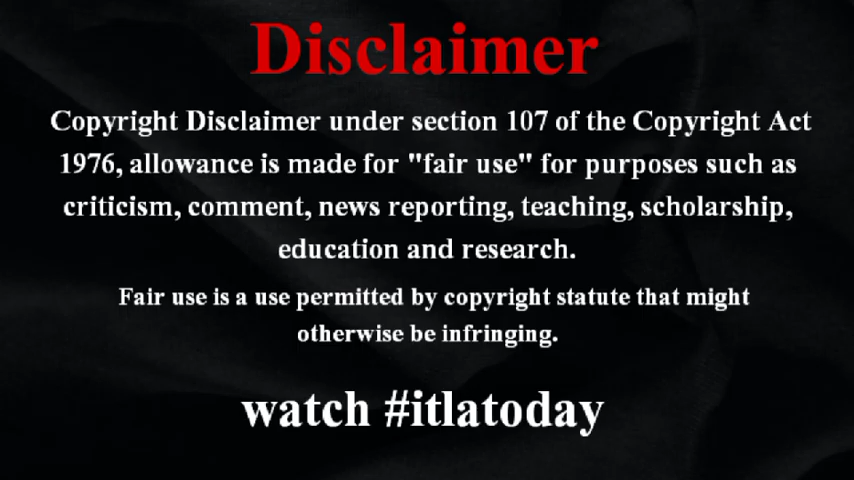 Disclaimer
Copyright Disclaimer under section 107 of the Copyright Act
1976, allowance is made for "fair use" for purposes such as
criticism, comment, news reporting, teaching, scholarship,
education and research.
Fair use is a use permitted by copyright statute that might
otherwise be infringing.
watch #itlatoday